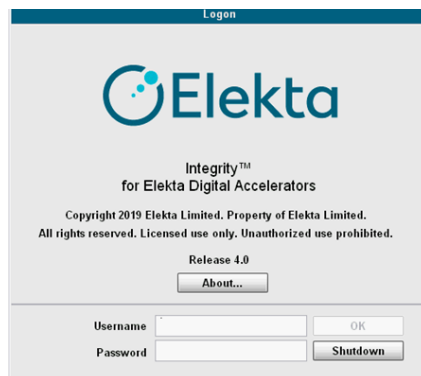 Logon
Elekta
Integrity™
for Elekta Digital Accelerators
Copyright 2019 Elekta Limited. Property of Elekta Limited.
All rights reserved. Licensed use only. Unauthorized use prohibited.
Release 4.0
About...
Username
OK
Password
Shutdown